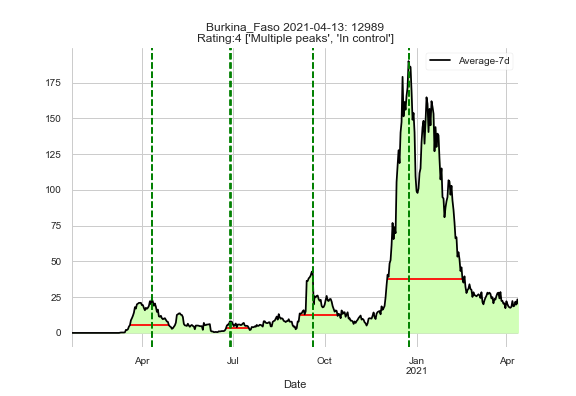 Burkina_Faso 2021-04-13: 12989
Rating:4 ['Multiple peaks', 'In control']
Average-7d
175
150
125
100
75
50
25
0
Apr Jul Oct Jan Apr
2021
Date